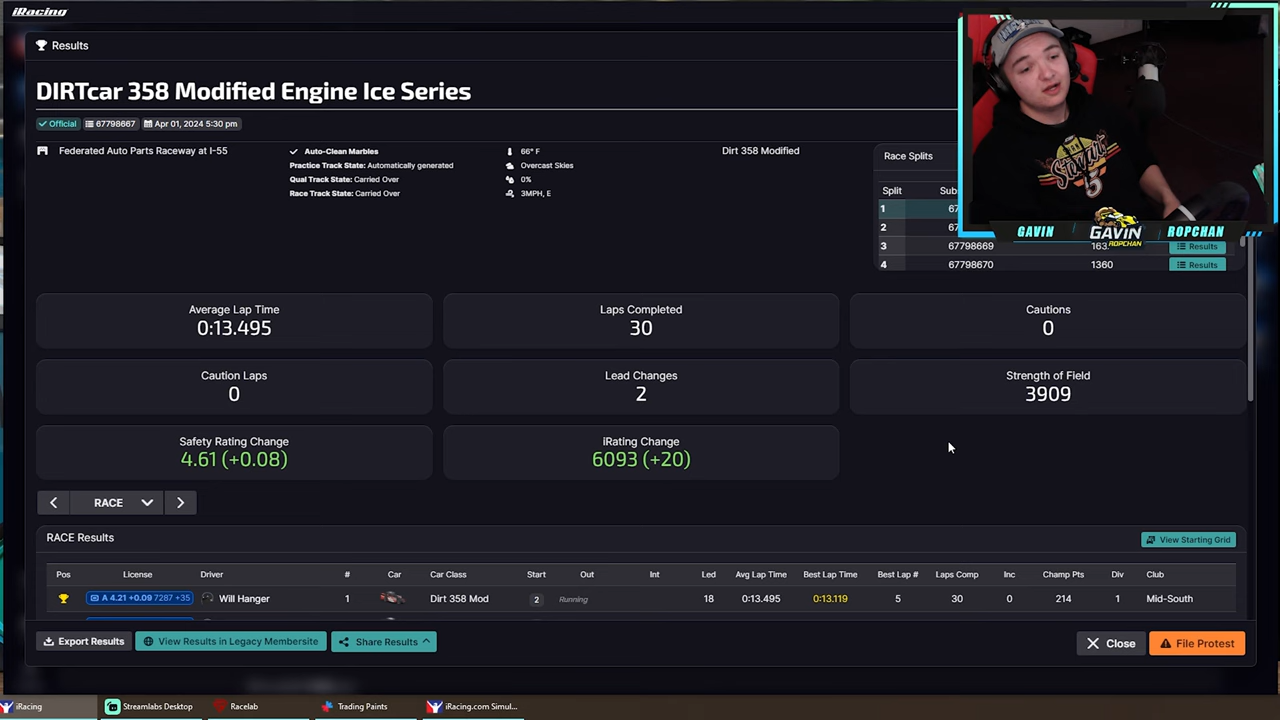 iRacing
Results
DIRTcar 358 Modified Engine Ice Series
Official 67798667 Apr 01, 2024 5:30 pm
Federated Auto Parts Raceway at I-55
Auto-Clean Marbles
Practice Track State: Automatically generated
Qual Track State: Carried Over
Race Track State: Carried Over
66° F
Overcast Skies
0%
3MPH, E
Dirt 358 Modified
Race Splits
Split
1
2
3 67798669 Results
4 67798670 1360 Results
Stewart
5
GAVIN GAVIN ROPCHAN ROPCHAN
Average Lap Time
0:13.495
Laps Completed
30
Cautions
0
Caution Laps
0
Lead Changes
2
Strength of Field
3909
Safety Rating Change
4.61 (+0.08)
iRating Change
6093 (+20)
RACE
RACE Results
View Starting Grid
Pos License Driver # Car Car Class Start Out Int Led Avg Lap Time Best Lap Time Best Lap # Laps Comp Inc Champ Pts Div Club
A 4.21 +0.09 7287 +35 Will Hanger 1 Dirt 358 Mod 2 Running 18 0:13.495 0:13.119 5 30 0 214 1 Mid-South
Export Results View Results in Legacy Membersite Share Results Close File Protest
iRacing Streamlabs Desktop Racelab Trading Paints iRacing.com Simul...